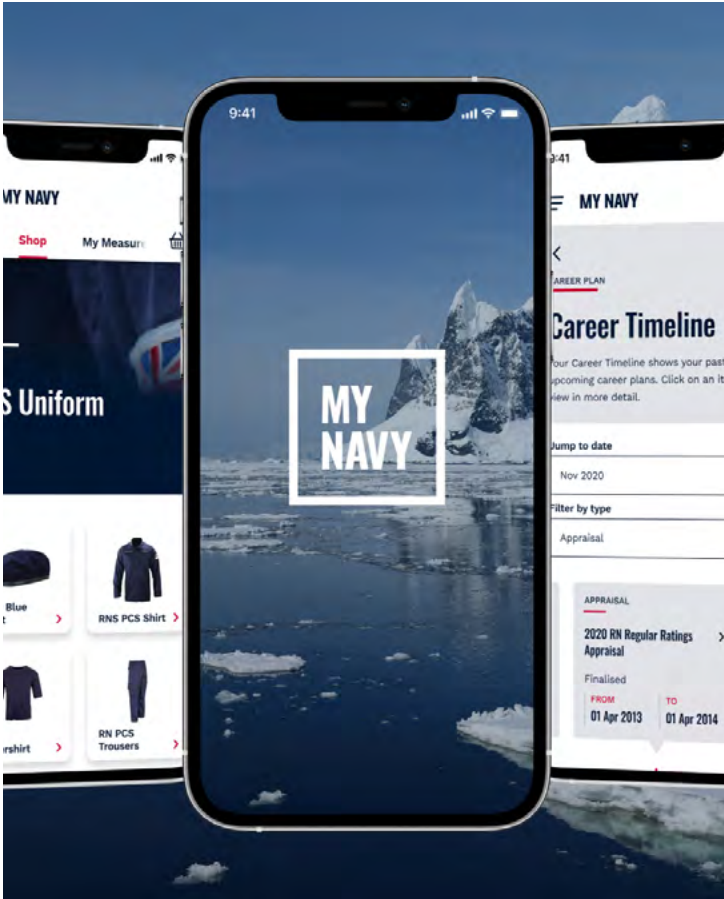 MY NAVY
Shop
My Measur
S Uniform
Blue
RNS PCS Shirt
RN PCS
Trousers
9:41
MY
NAVY
:41
MY NAVY
CAREER PLAN
Career Timeline
our Career Timeline shows your past
upcoming career plans. Click on an it
view in more detail.
Jump to date
Nov 2020
Filter by type
Appraisal
APPRAISAL
2020 RN Regular Ratings
Appraisal
Finalised
FROM
TO
01 Apr 2013
01 Apr 2014